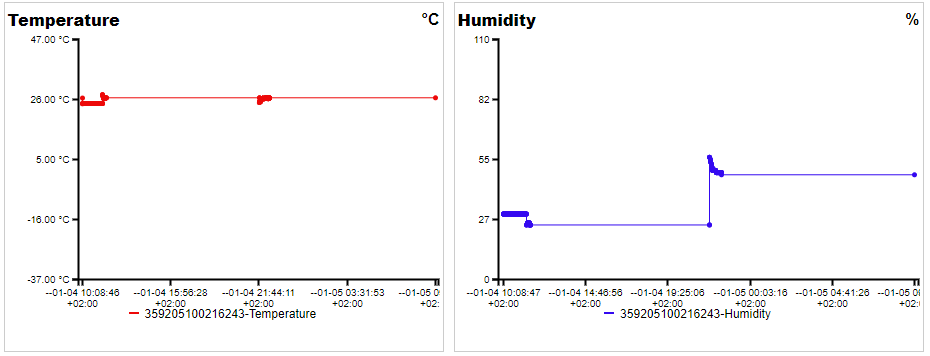 Temperature
°C
47.00 °C
26.00 °C
5.00 °C
-16.00 °C
-37.00 °C
--01-04 10:08:46
+02:00
--01-04 15:56:28
+02:00
--01-04 21:44:11
+02:00
--01-05 03:31:53
+02:00
--01-05 0
+02:
359205100216243-Temperature
Humidity
%
110
82
55
27
0
--01-04 10:08:47
+02:00
--01-04 14:46:56
+02:00
--01-04 19:25:06
+02:00
--01-05 00:03:16
+02:00
--01-05 04:41:26
+02:00
--01-05 0
+02:
359205100216243-Humidity